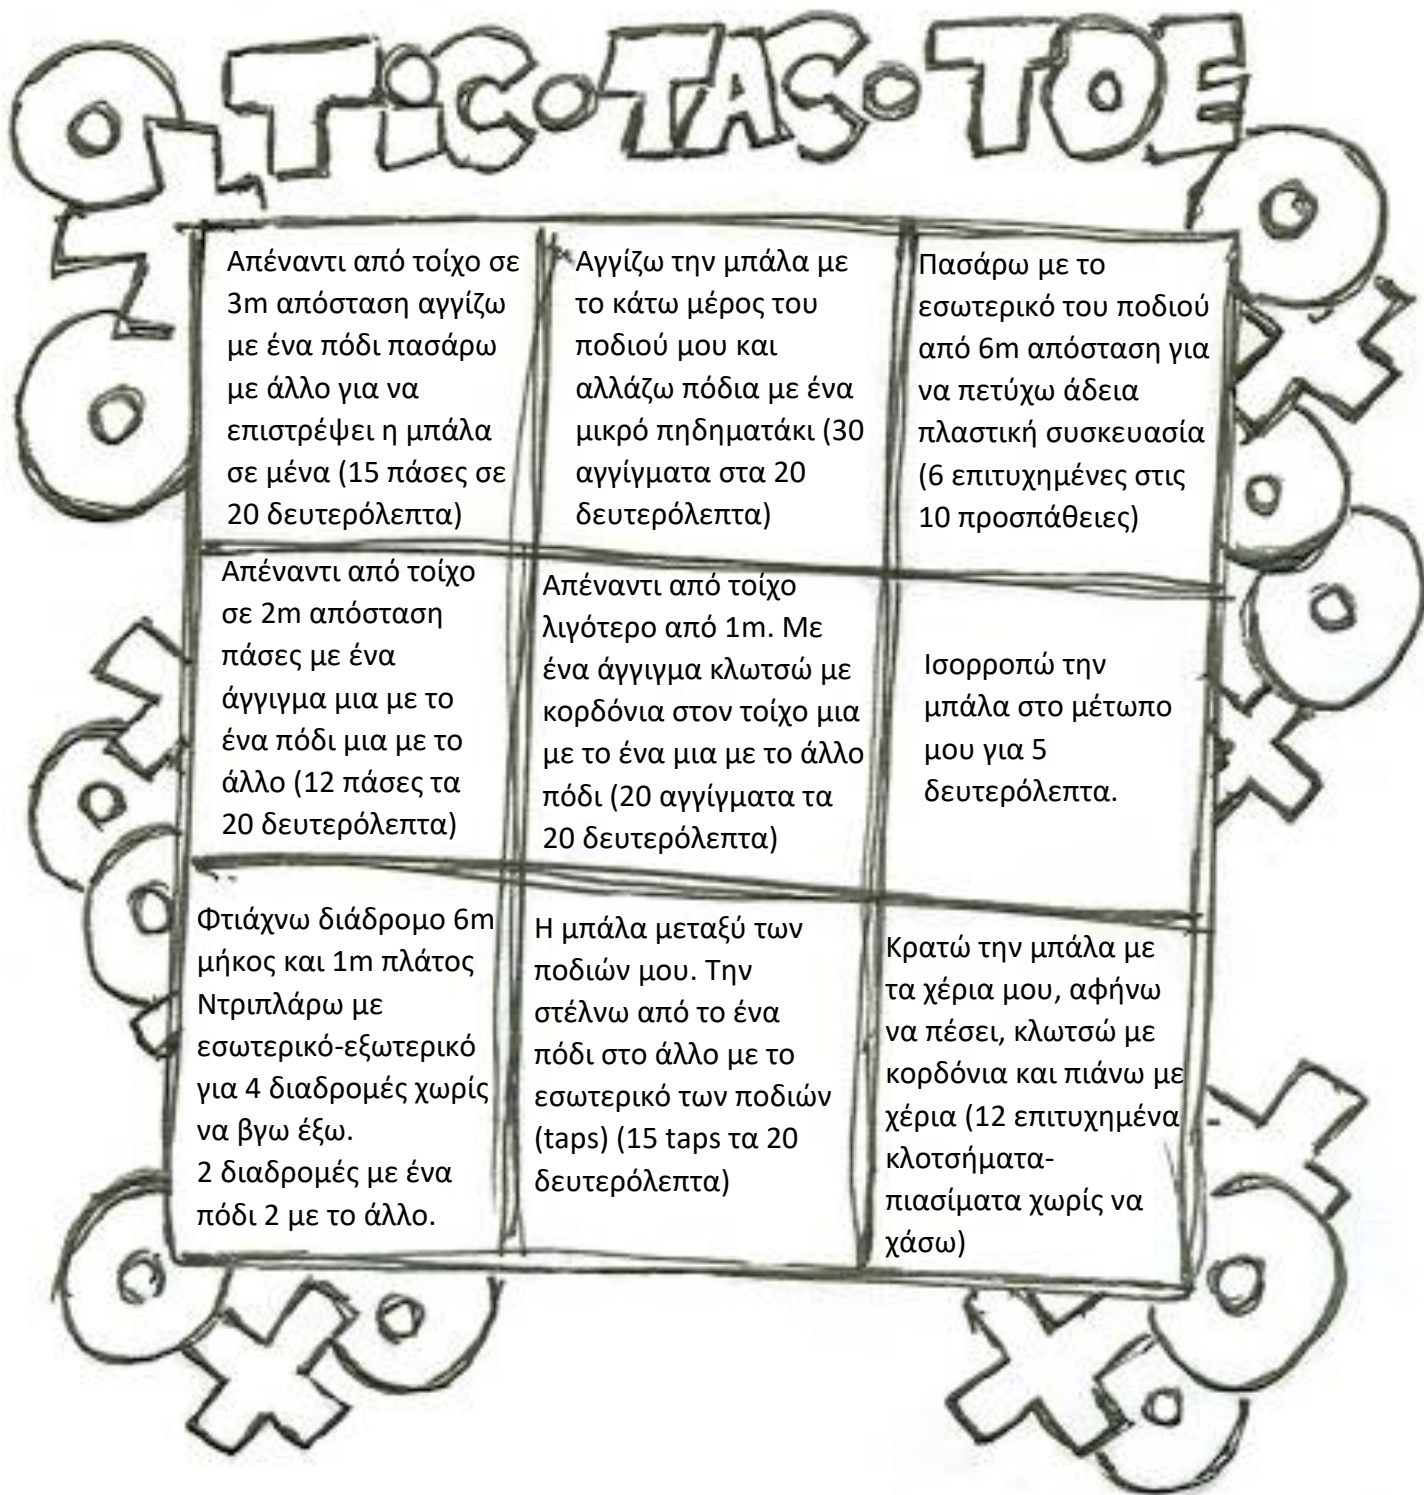 TIC·TAC·TOE
Απέναντι από τοίχο σε
3m απόσταση αγγίζω
με ένα πόδι πασάρω
με άλλο για να
επιστρέψει η μπάλα
σε μένα (15 πάσες σε
20 δευτερόλεπτα)
Αγγίζω την μπάλα με
το κάτω μέρος του
ποδιού μου και
αλλάζω πόδια με ένα
μικρό πηδηματάκι (30
αγγίγματα στα 20
δευτερόλεπτα)
Πασάρω με το
εσωτερικό του ποδιού
από 6m απόσταση για
να πετύχω άδεια
πλαστική συσκευασία
(6 επιτυχημένες στις
10 προσπάθειες)
Απέναντι από τοίχο
σε 2m απόσταση
πάσες με ένα
άγγιγμα μια με το
ένα πόδι μια με το
άλλο (12 πάσες τα
20 δευτερόλεπτα)
Απέναντι από τοίχο
λιγότερο από 1m. Με
ένα άγγιγμα κλωτσώ με
κορδόνια στον τοίχο μια
με το ένα μια με το άλλο
πόδι (20 αγγίγματα τα
20 δευτερόλεπτα)
Ισορροπώ την
μπάλα στο μέτωπο
μου για 5
δευτερόλεπτα.
Φτιάχνω διάδρομο 6m
μήκος και 1m πλάτος
Ντριπλάρω με
εσωτερικό-εξωτερικό
για 4 διαδρομές χωρίς
να βγω έξω.
2 διαδρομές με ένα
πόδι 2 με το άλλο.
Η μπάλα μεταξύ των
ποδιών μου. Την
στέλνω από το ένα
πόδι στο άλλο με το
εσωτερικό των ποδιών
(taps) (15 taps τα 20
δευτερόλεπτα)
Κρατώ την μπάλα με
τα χέρια μου, αφήνω
να πέσει, κλωτσώ με
κορδόνια και πιάνω με
χέρια (12 επιτυχημένα
κλοτσήματα-
πιασίματα χωρίς να
χάσω)